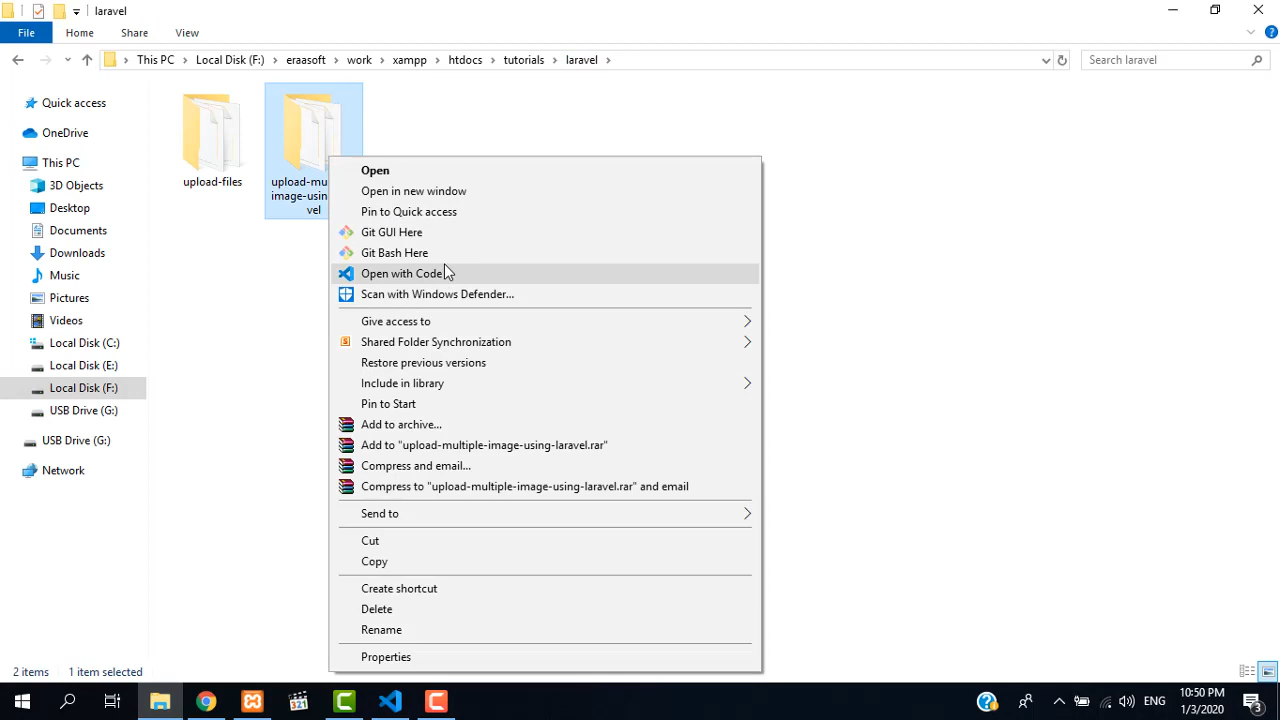 laravel
File
Home
Share
View
This PC
Local Disk (F:)
eraasoft
work
xampp
htdocs
tutorials
laravel
Search laravel
Quick access
OneDrive
This PC
3D Objects
Desktop
Documents
Downloads
Music
Pictures
Videos
Local Disk (C:)
Local Disk (E:)
Local Disk (F:)
USB Drive (G:)
USB Drive (G:)
Network
upload-files
Open
Open in new window
Pin to Quick access
Git GUI Here
Git Bash Here
Open with Code
Scan with Windows Defender...
Give access to
Shared Folder Synchronization
Restore previous versions
Include in library
Pin to Start
Add to archive...
Add to "upload-multiple-image-using-laravel.rar"
Compress and email...
Compress to "upload-multiple-image-using-laravel.rar" and email
Send to
Cut
Copy
Create shortcut
Delete
Rename
Properties
2 items
1 item selected
321
ENG
10:50 PM
1/3/2020
3